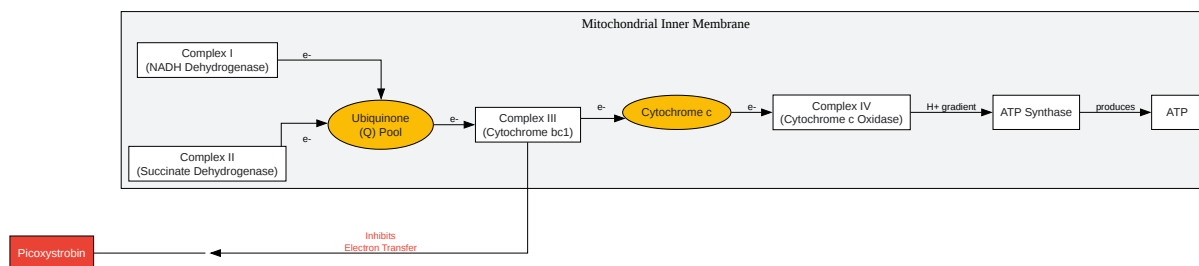 Mitochondrial Inner Membrane
Complex I
(NADH Dehydrogenase)
e-
Ubiquinone
(Q) Pool
e-
Complex II
(Succinate Dehydrogenase)
e-
Complex III
(Cytochrome bc1)
e-
Cytochrome c
e-
Complex IV
(Cytochrome c Oxidase)
H+ gradient
ATP Synthase
produces
ATP
Picoxystrobin
Inhibits
Electron Transfer